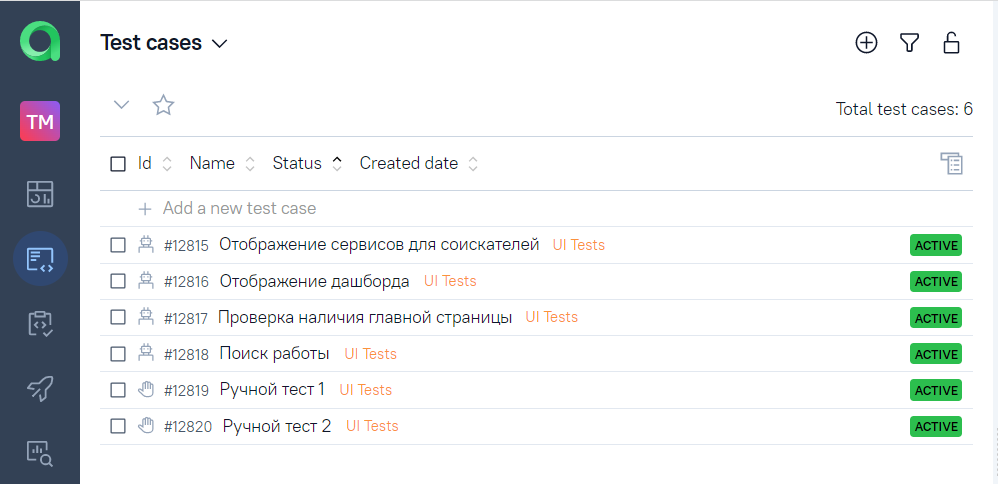 Test cases
TM
Total test cases: 6
Id Name Status Created date
+ Add a new test case
#12815 Отображение сервисов для соискателей UI Tests ACTIVE
#12816 Отображение дашборда UI Tests ACTIVE
#12817 Проверка наличия главной страницы UI Tests ACTIVE
#12818 Поиск работы UI Tests ACTIVE
#12819 Ручной тест 1 UI Tests ACTIVE
#12820 Ручной тест 2 UI Tests ACTIVE